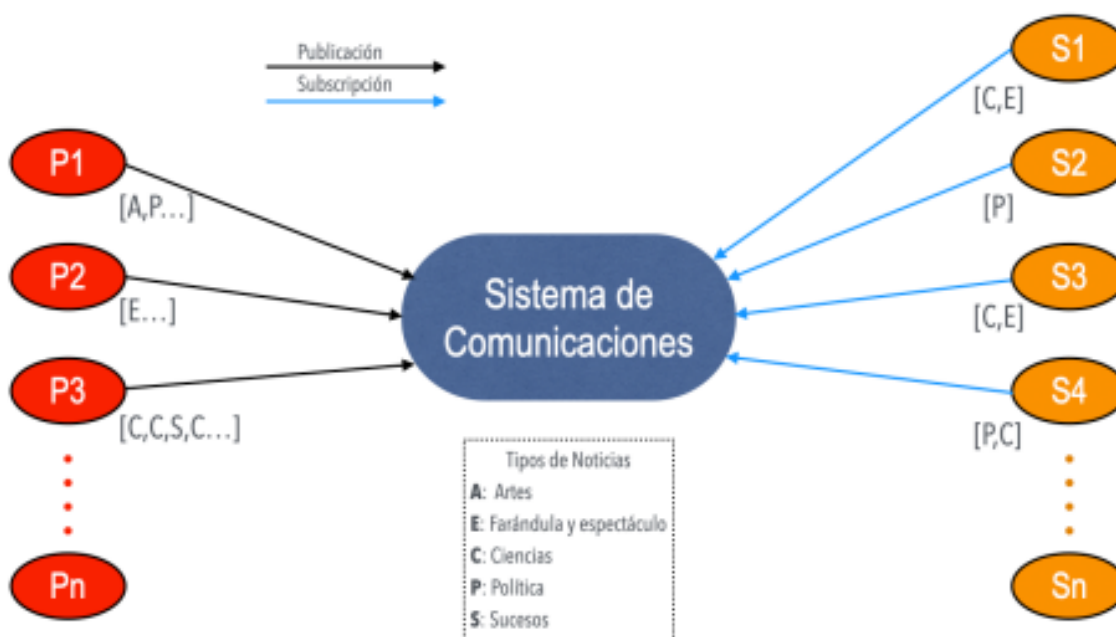 Publicación
Subscripción
P1
[A,P...]
P2
[E...]
P3
[C,C,S,C...]
Pn
Sistema de
Comunicaciones
S1
[C,E]
S2
[P]
S3
[C,E]
S4
[P,C]
Sn
Tipos de Noticias
A: Artes
E: Farándula y espectáculo
C: Ciencias
P: Política
S: Sucesos